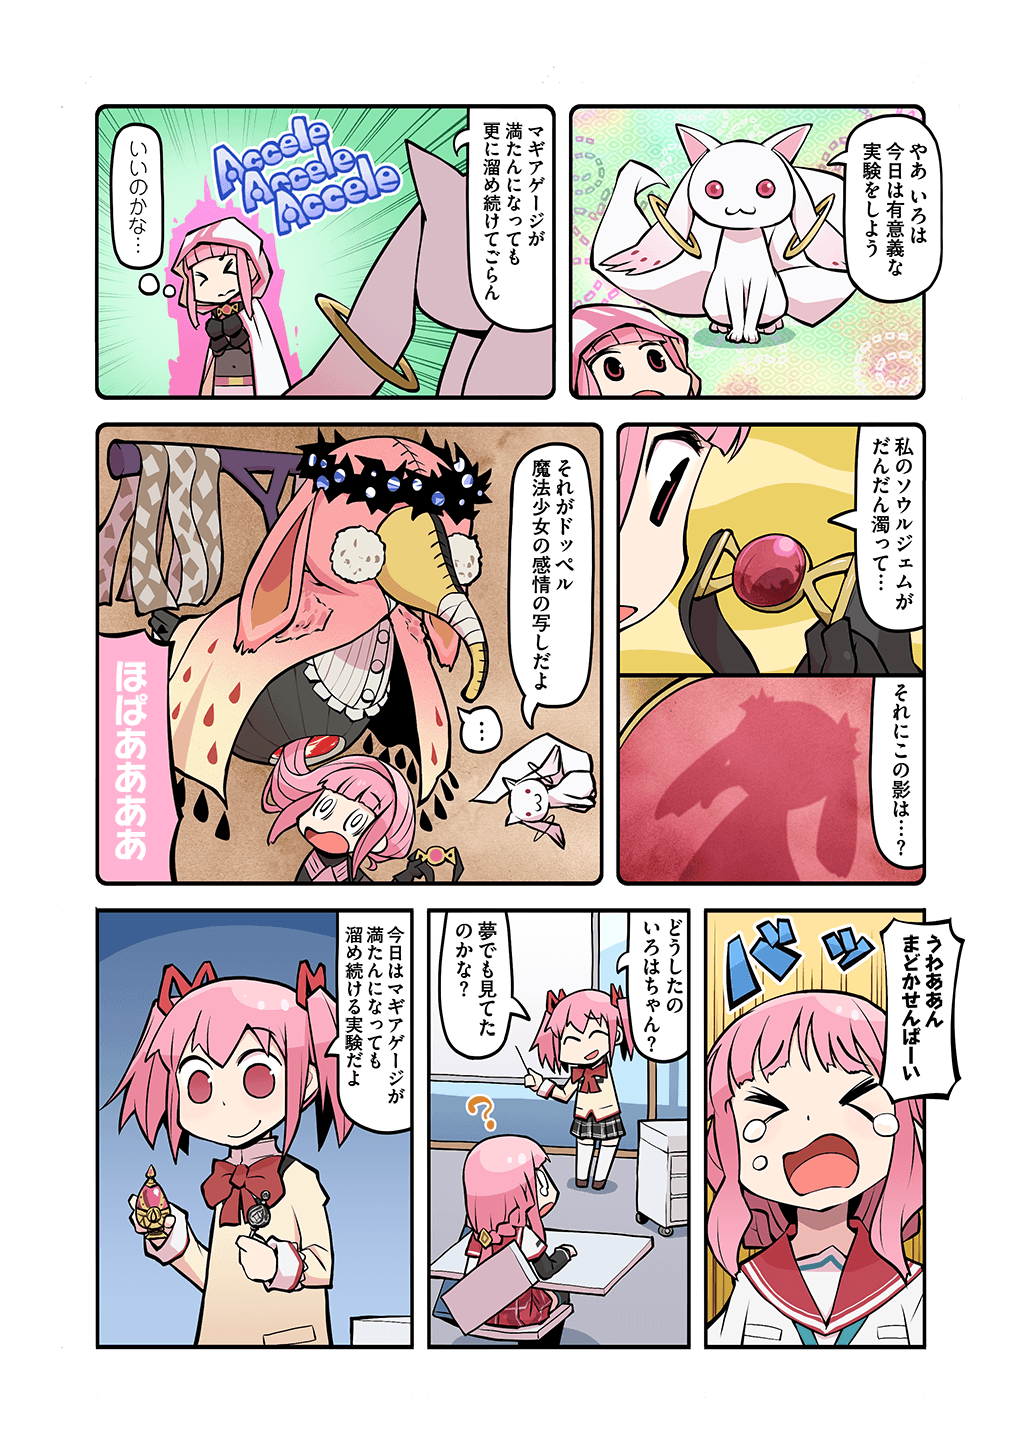 やあ いろは
今日は有意義な
実験をしよう
マギアゲージが
満たんになっても
更に溜め続けてごらん
Accele
Accele
Accele
いいのかな…
私のソウルジェムが
だんだん濁って…
それにこの影は…?
それがドッペル
魔法少女の感情の写しだよ
…
ほぱぁあああ
うわああん
まどかせんぱーい
バッ
どうしたの
いろはちゃん?
夢でも見てた
のかな?
?
今日はマギアゲージが
満たんになっても
溜め続ける実験だよ